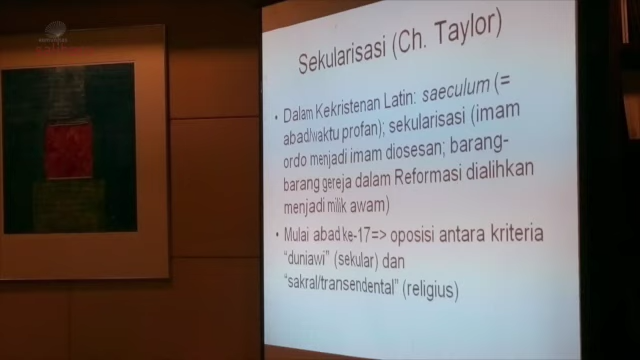 Sekularisasi (Ch. Taylor)
• Dalam Kekristenan Latin: saeculum (=
abad/waktu profan); sekularisasi (imam
ordo menjadi imam diosesan; barang-
barang gereja dalam Reformasi dialihkan
menjadi milik awam)
• Mulai abad ke-17=> oposisi antara kriteria
“duniawi” (sekular) dan
“sakral/transendental” (religius)